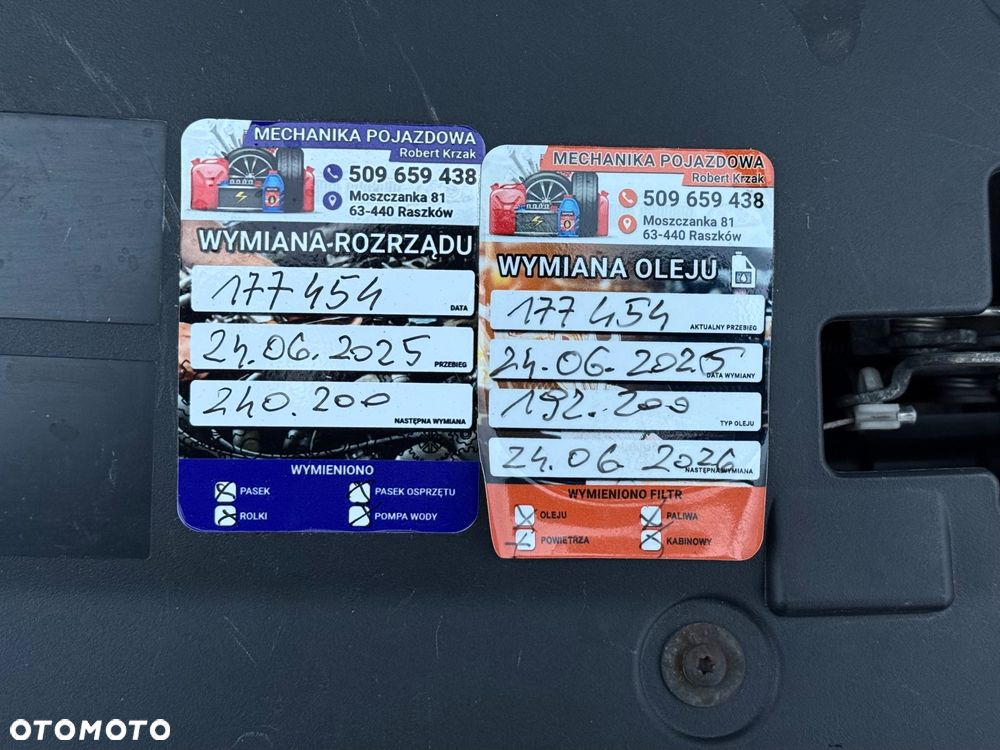 MECHANIKA POJAZDOWA
Robert Krzak
509 659 438
Moszczanka 81
63-440 Raszków
WYMIANA ROZRZĄDU
177 454
DATA
24.06.2025
PRZEBIEG
240.200
NASTĘPNA WYMIANA
WYMIENIONO
PASEK
PASEK OSPRZĘTU
ROLKI
POMPA WODY
MECHANIKA POJAZDOWA
Robert Krzak
509 659 438
Moszczanka 81
63-440 Raszków
WYMIANA OLEJU
177 454
AKTUALNY PRZEBIEG
24.06.2025
DATA WYMIANY
192.200
TYP OLEJU
24.06 2026
NASTĘPNA WYMIANA
WYMIENIONO FILTR
OLEJU
PALIWA
POWIETRZA
KABINOWY
OTOMOTO